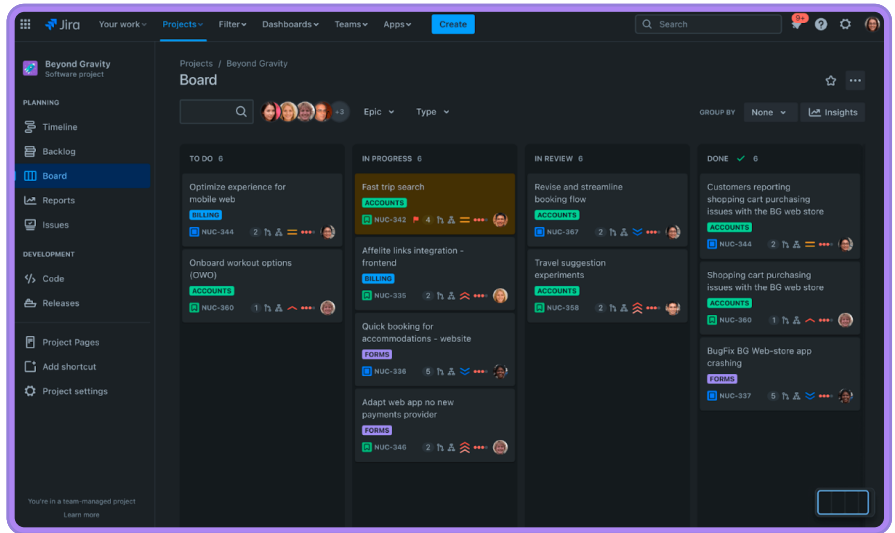 Jira
Your work
Projects
Filter
Dashboards
Teams
Apps
Create
Search
9+
Beyond Gravity
Software project
PLANNING
Timeline
Backlog
Board
Reports
Issues
DEVELOPMENT
Code
Releases
Project Pages
Add shortcut
Project settings
You're in a team-managed project
Learn more
Projects / Beyond Gravity
Board
+3
Epic
Type
GROUP BY
None
Insights
TO DO 6
Optimize experience for
mobile web
BILLING
NUC-344 2
Onboard workout options
(OWO)
ACCOUNTS
NUC-360 1
IN PROGRESS 6
Fast trip search
ACCOUNTS
NUC-342 4
Affelite links integration -
frontend
BILLING
NUC-335 2
Quick booking for
accommodations - website
FORMS
NUC-336 5
Adapt web app no new
payments provider
FORMS
NUC-346 2
IN REVIEW 6
Revise and streamline
booking flow
ACCOUNTS
NUC-367 2
Travel suggestion
experiments
ACCOUNTS
NUC-358 2
DONE 6
Customers reporting
shopping cart purchasing
issues with the BG web store
ACCOUNTS
NUC-344 2
Shopping cart purchasing
issues with the BG web store
ACCOUNTS
NUC-360 1
BugFix BG Web-store app
crashing
FORMS
NUC-337 5